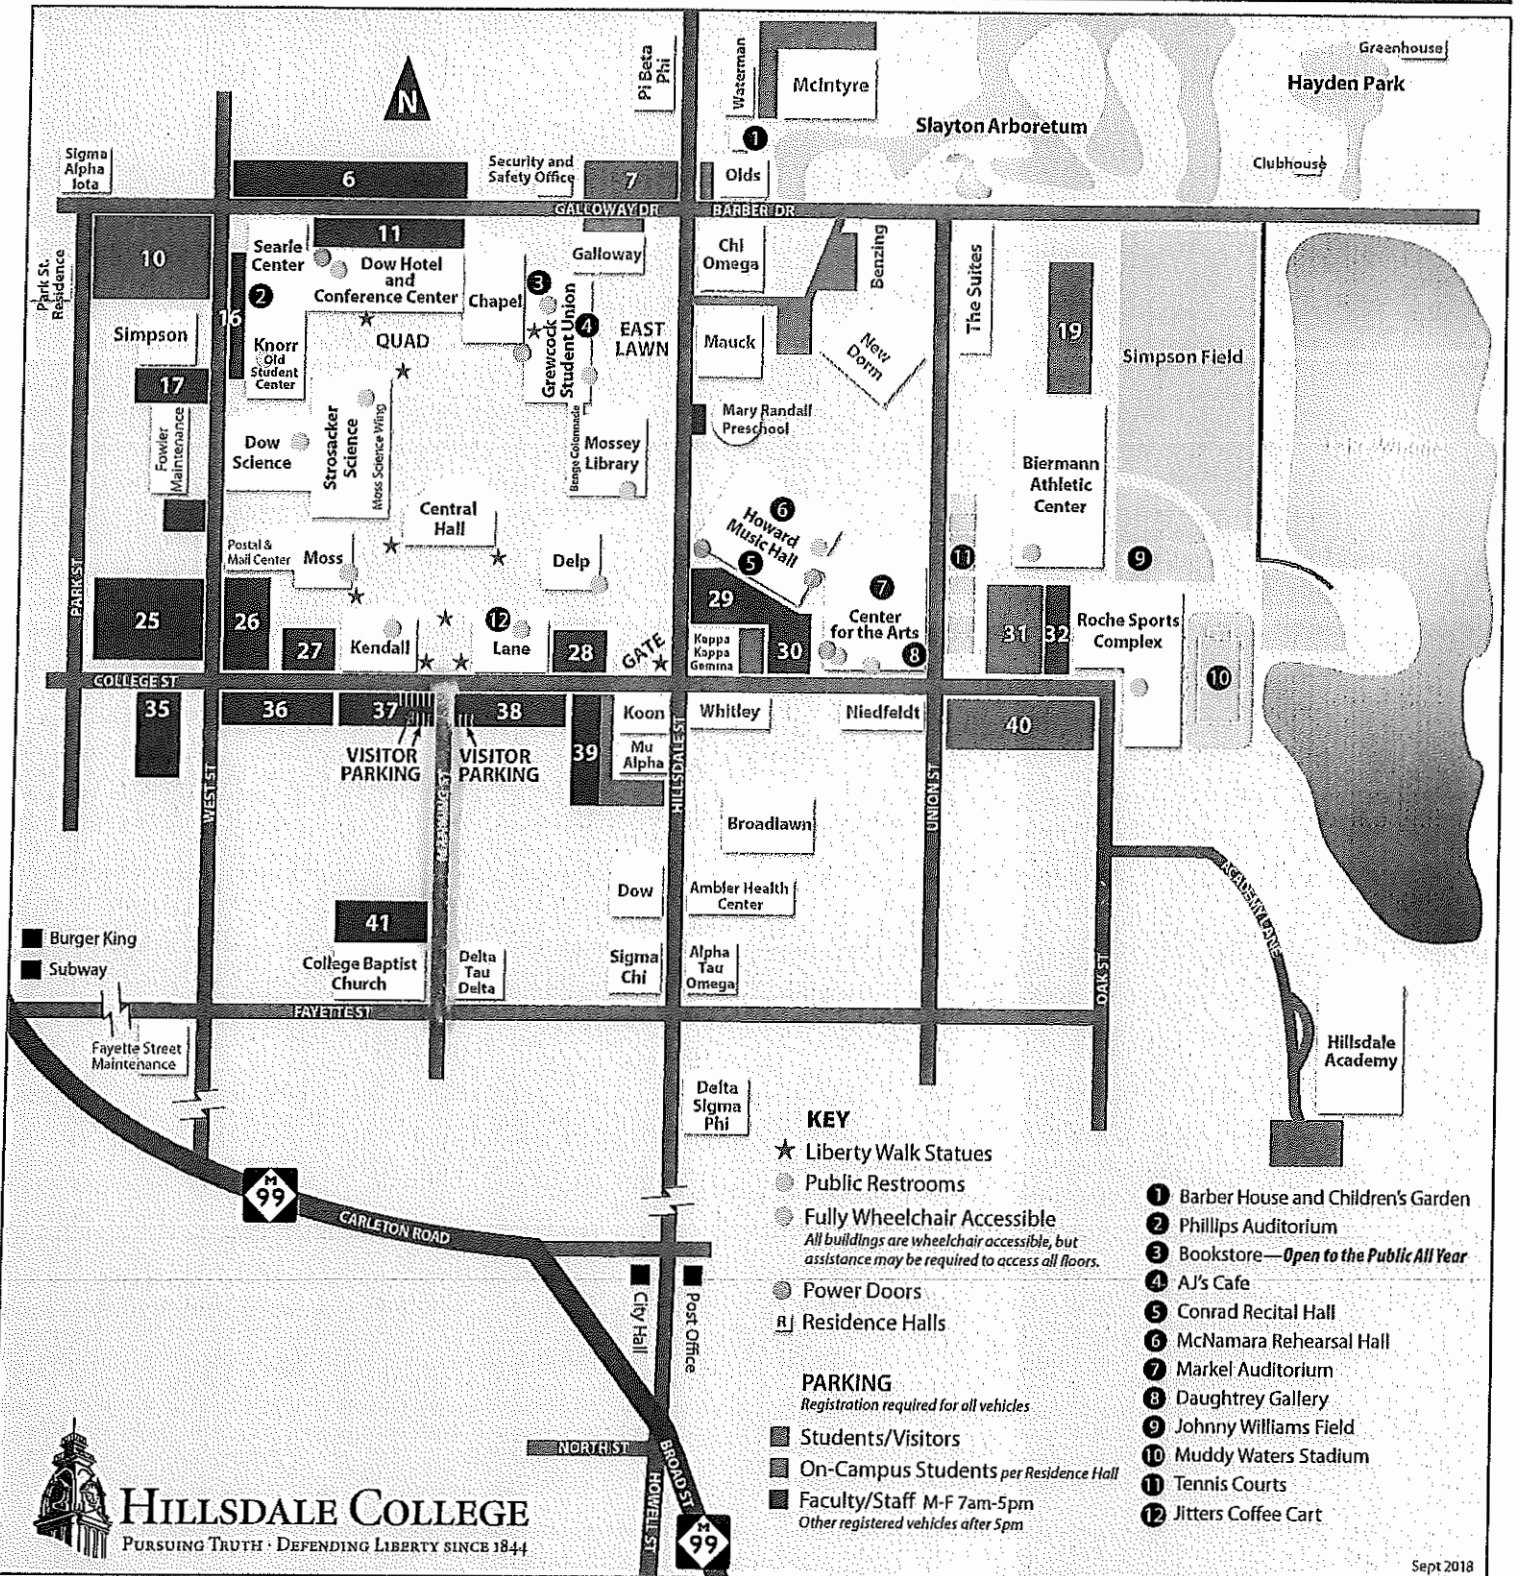 Pi Beta
Phi
Waterman
McIntyre
Greenhouse
Hayden Park
N
Slayton Arboretum
1
Clubhouse
Sigma
Alpha
Iota
6
Security and
Safety Office
7
Olds
GALLOWAY DR
BARBER DR
Park St.
Residence
10
Searle
Center
11
Dow Hotel
and
Conference Center
Chapel
3
Galloway
Chi
Omega
Benzing
The Suites
2
16
4
Grewcock
Student Union
EAST
LAWN
19
Simpson Field
Simpson
QUAD
Knorr
Old
Student
Center
Mauck
New
Dorm
17
Fowler
Maintenance
Dow
Science
Strosacker
Science
Moss Science Wing
Benge Colonnade
Mossey
Library
Mary Randall
Preschool
Biermann
Athletic
Center
Central
Hall
6
Howard
Music Hall
5
Postal &
Mail Center
Moss
Delp
11
9
PARK ST
25
26
27
Kendall
12
Lane
28
GATE
29
Kappa
Kappa
Gamma
30
7
Center
for the Arts
8
31
32
Roche Sports
Complex
10
COLLEGE ST
35
36
37
38
39
Koon
Mu
Alpha
Whitley
Niedfeldt
40
VISITOR
PARKING
VISITOR
PARKING
WEST ST
HILLSDALE ST
UNION ST
Broadlawn
ACADEMY LANE
Dow
Ambler Health
Center
41
College Baptist
Church
Delta
Tau
Delta
Sigma
Chi
Alpha
Tau
Omega
OAK ST
Burger King
Subway
FAYETTE ST
Fayette Street
Maintenance
Hillsdale
Academy
Delta
Sigma
Phi
M
99
CARLETON ROAD
City Hall
Post Office
NORTH ST
BROAD ST
HOWELL ST
M
99
KEY
Liberty Walk Statues
Public Restrooms
Fully Wheelchair Accessible
All buildings are wheelchair accessible, but
assistance may be required to access all floors.
Power Doors
R Residence Halls
PARKING
Registration required for all vehicles
Students/Visitors
On-Campus Students per Residence Hall
Faculty/Staff M-F 7am-5pm
Other registered vehicles after 5pm
1 Barber House and Children's Garden
2 Phillips Auditorium
3 Bookstore—Open to the Public All Year
4 AJ's Cafe
5 Conrad Recital Hall
6 McNamara Rehearsal Hall
7 Markel Auditorium
8 Daughtrey Gallery
9 Johnny Williams Field
10 Muddy Waters Stadium
11 Tennis Courts
12 Jitters Coffee Cart
HILLSDALE COLLEGE
PURSUING TRUTH · DEFENDING LIBERTY SINCE 1844
Sept 2018